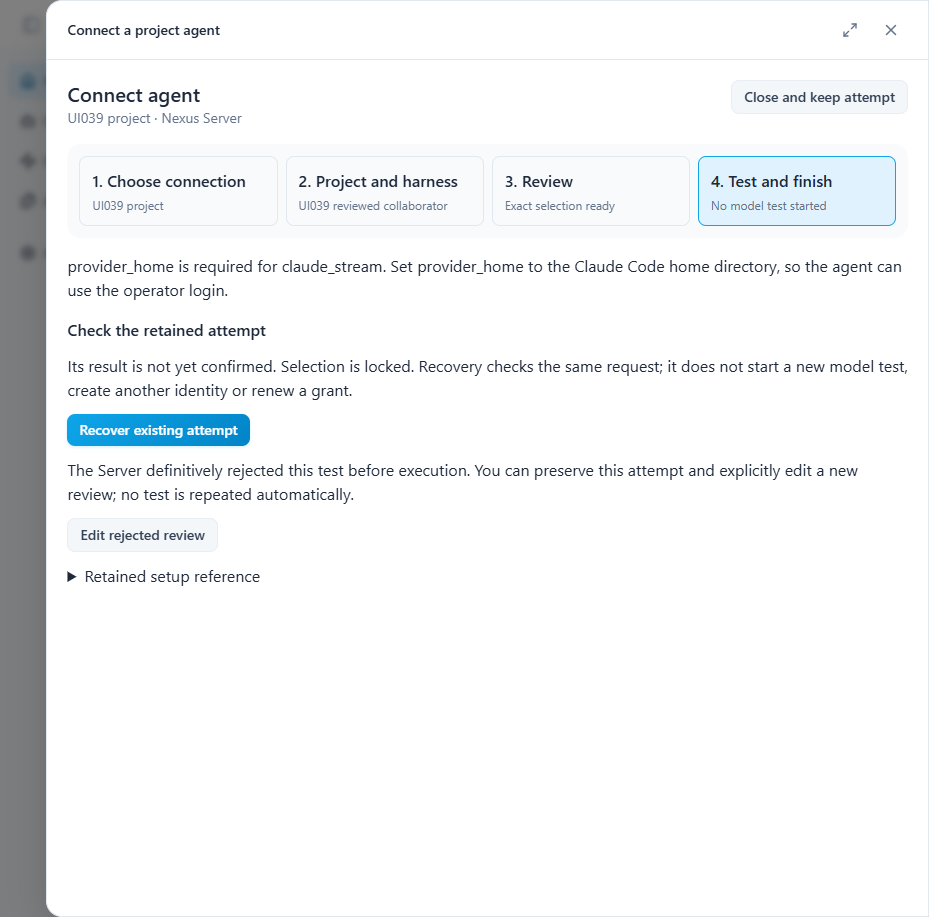 Connect a project agent
Connect agent
Close and keep attempt
UI039 project · Nexus Server
1. Choose connection
UI039 project
2. Project and harness
UI039 reviewed collaborator
3. Review
Exact selection ready
4. Test and finish
No model test started
provider_home is required for claude_stream. Set provider_home to the Claude Code home directory, so the agent can
use the operator login.
Check the retained attempt
Its result is not yet confirmed. Selection is locked. Recovery checks the same request; it does not start a new model test,
create another identity or renew a grant.
Recover existing attempt
The Server definitively rejected this test before execution. You can preserve this attempt and explicitly edit a new
review; no test is repeated automatically.
Edit rejected review
Retained setup reference